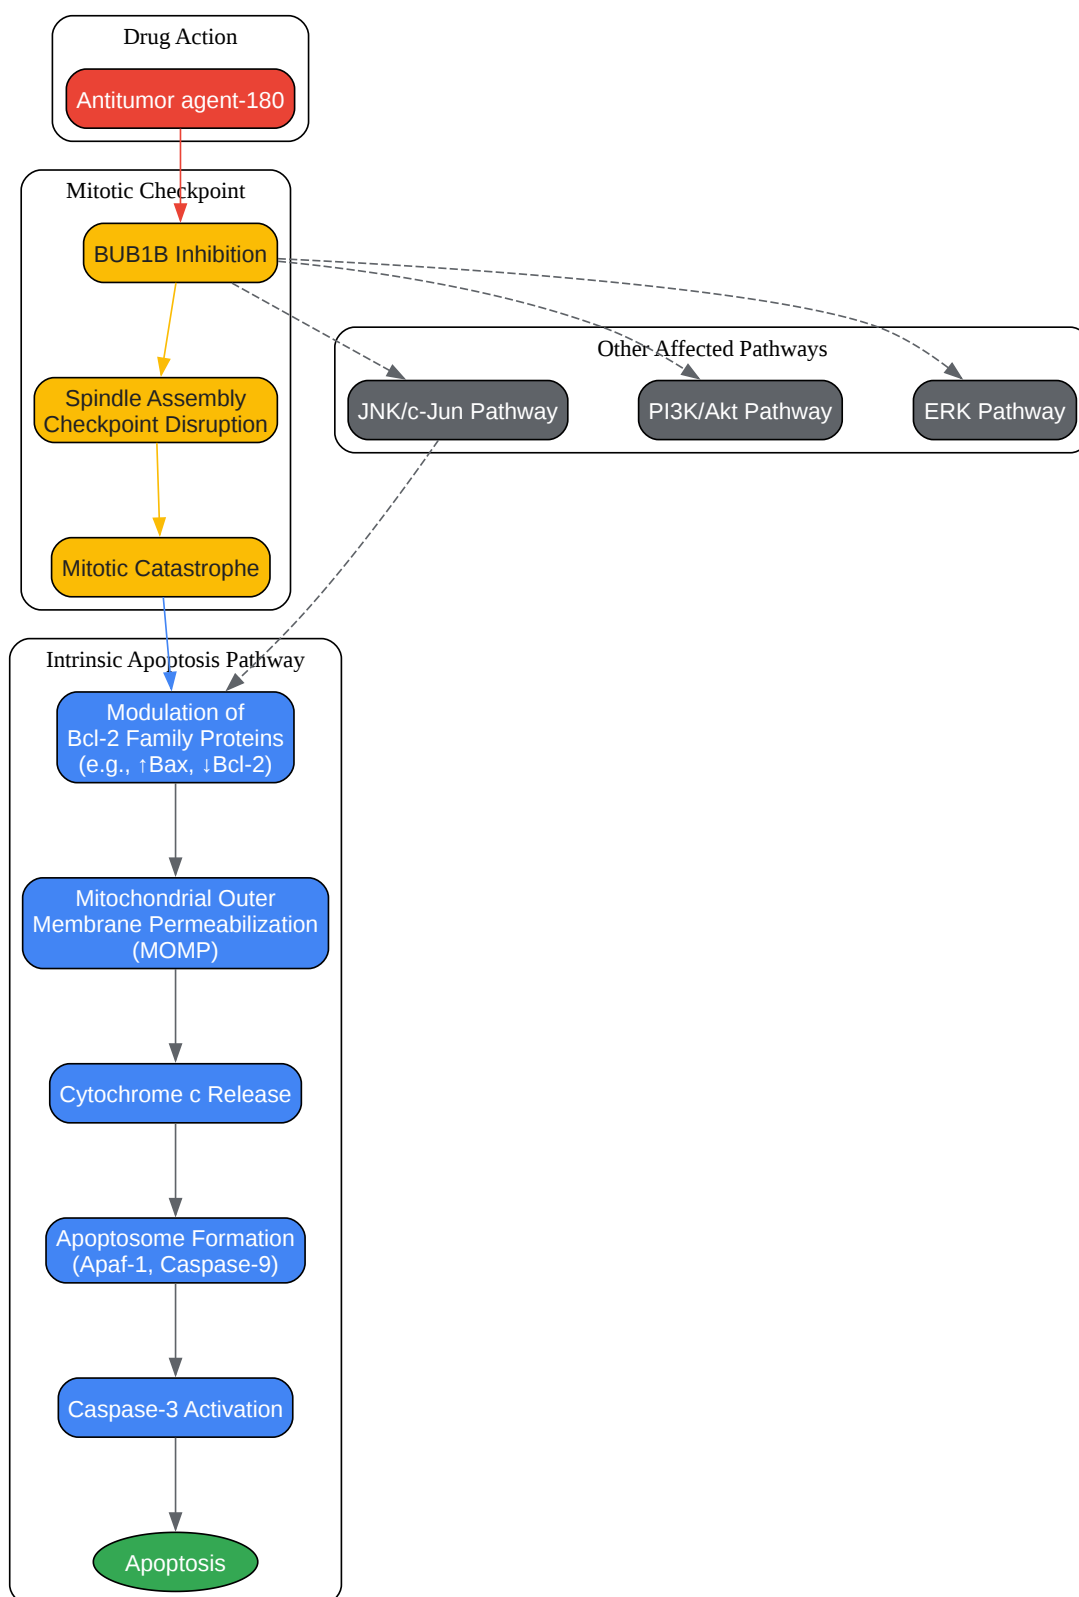 Drug Action
Antitumor agent-180
Mitotic Checkpoint
BUB1B Inhibition
Other Affected Pathways
JNK/c-Jun Pathway
PI3K/Akt Pathway
ERK Pathway
Spindle Assembly
Checkpoint Disruption
Mitotic Catastrophe
Intrinsic Apoptosis Pathway
Modulation of
Bcl-2 Family Proteins
(e.g., ↑Bax, ↓Bcl-2)
Mitochondrial Outer
Membrane Permeabilization
(MOMP)
Cytochrome c Release
Apoptosome Formation
(Apaf-1, Caspase-9)
Caspase-3 Activation
Apoptosis